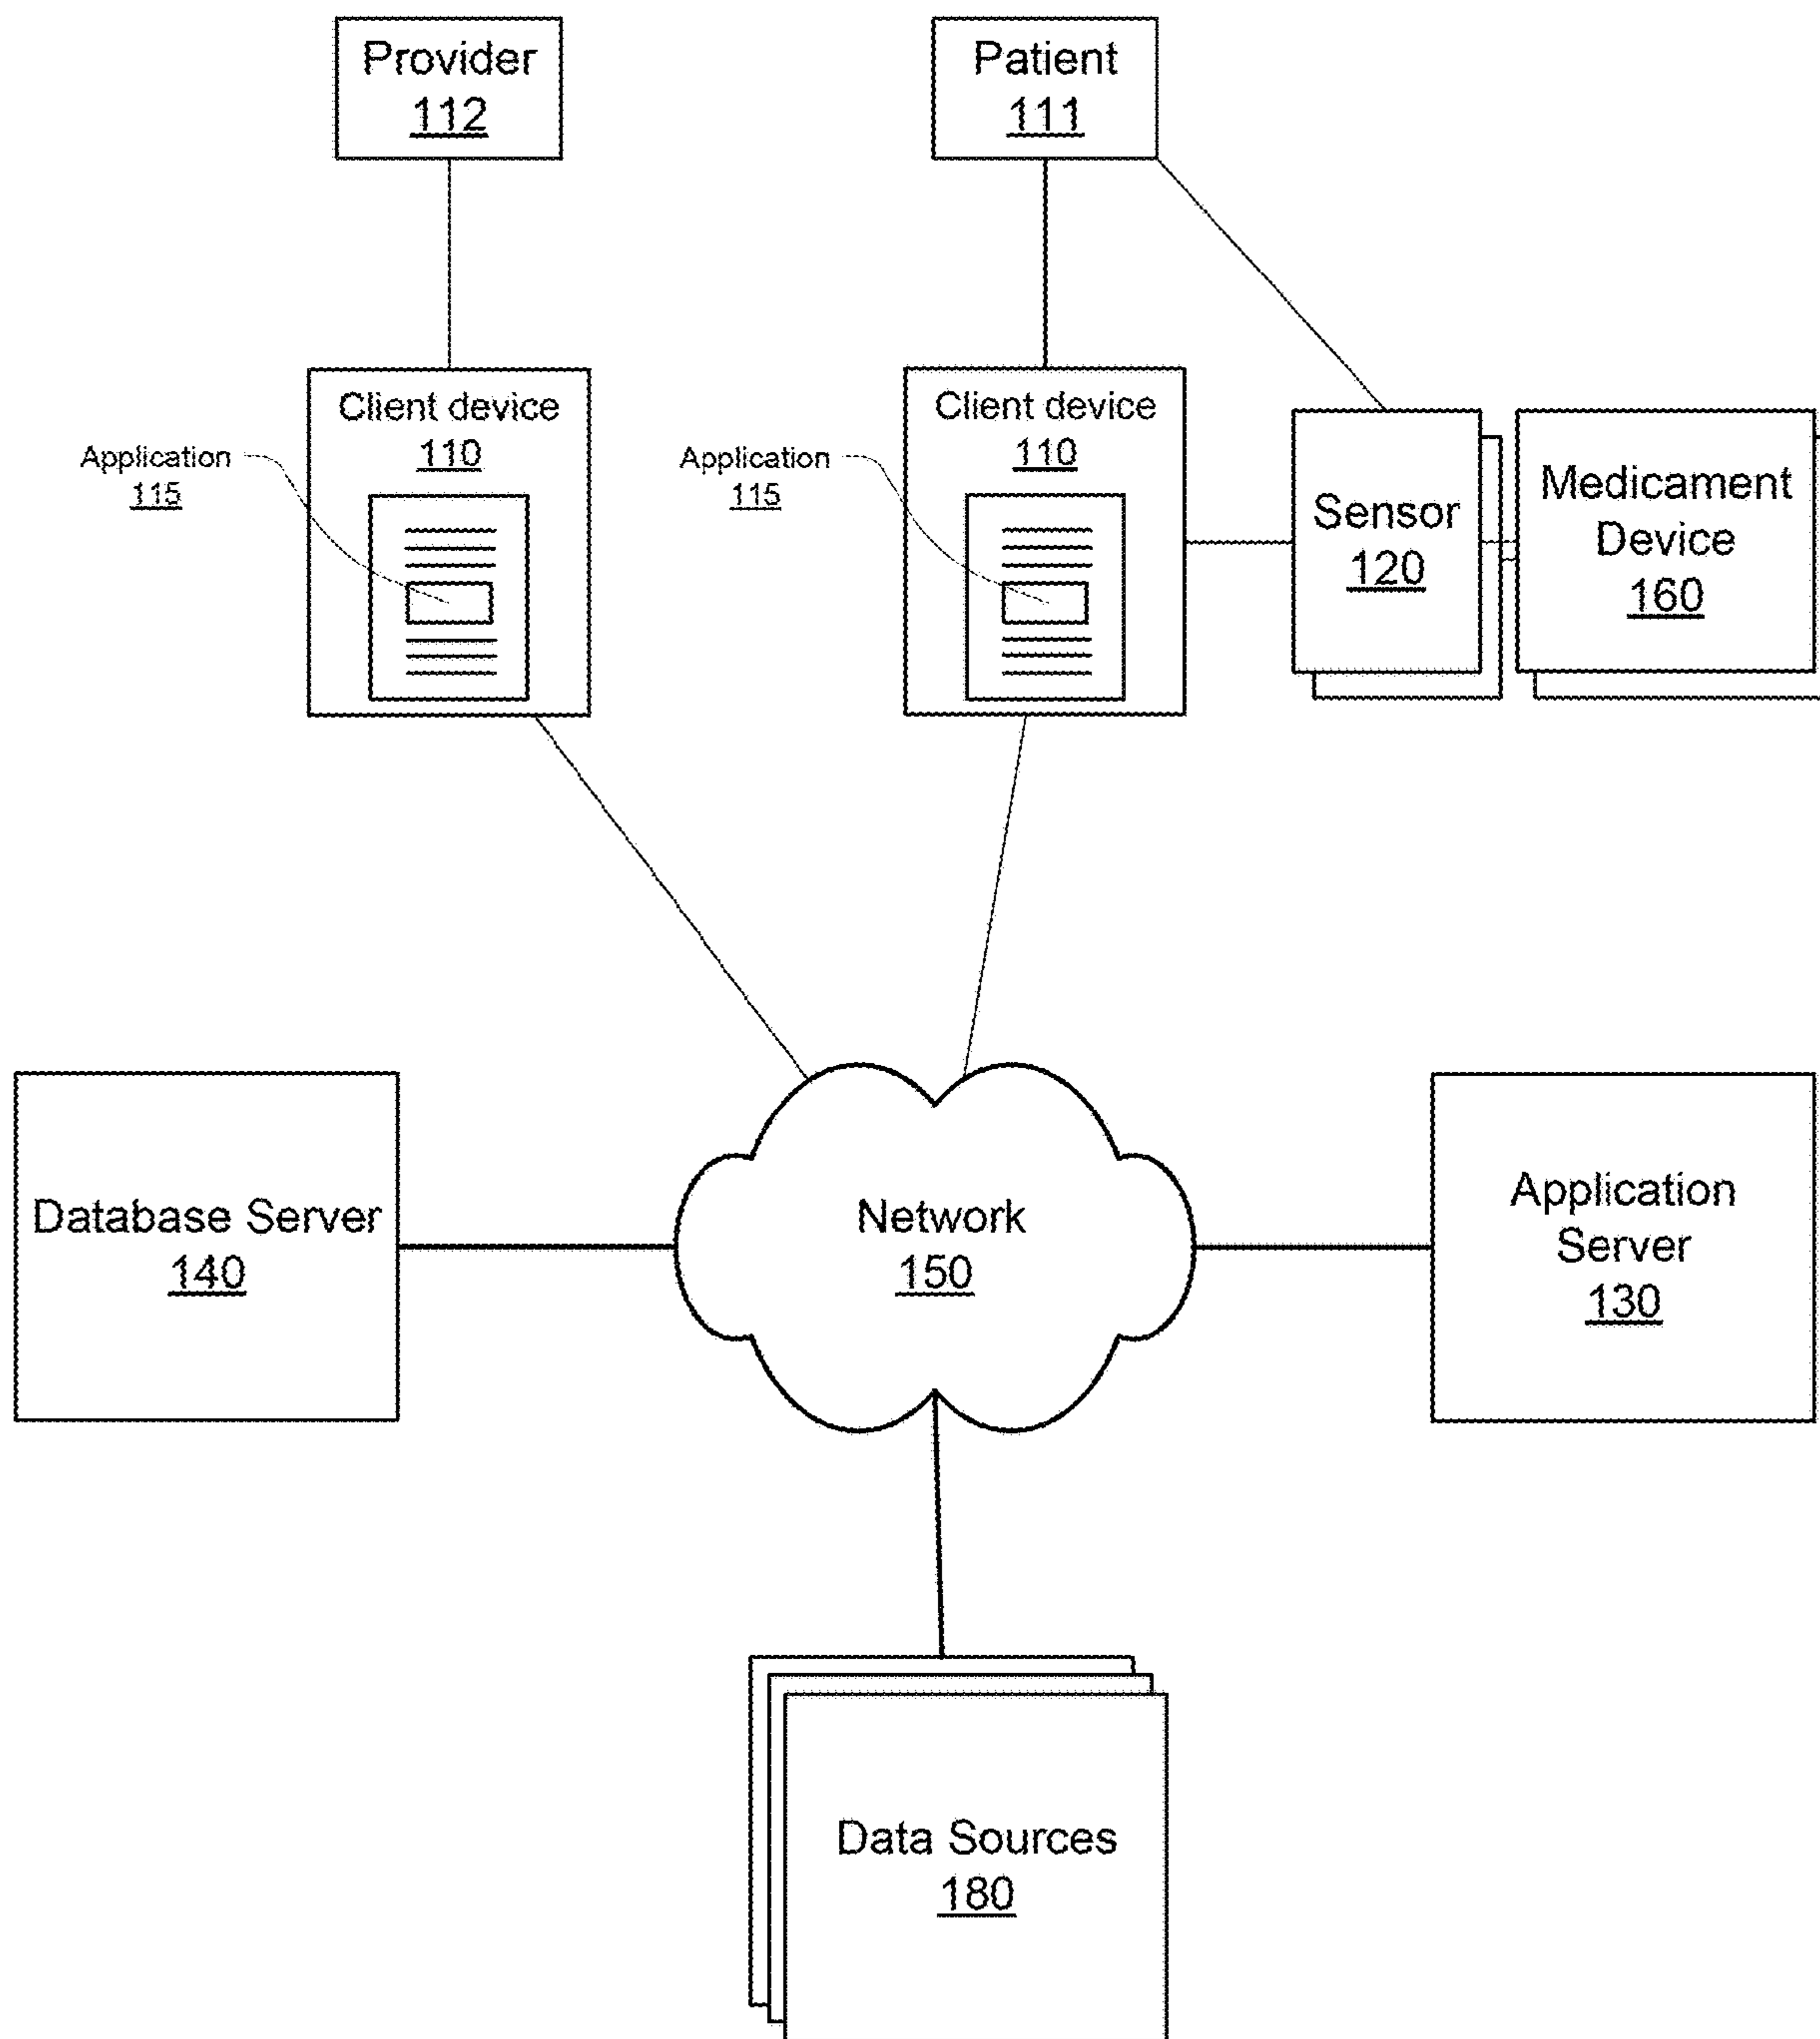 Provider
112
Patient
111
Client device
110
Application
115
Client device
110
Application
115
Sensor
120
Medicament
Device
160
Database Server
140
Network
150
Application
Server
130
Data Sources
180